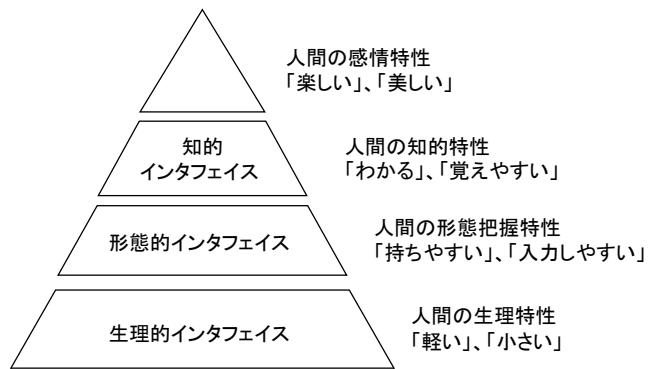 人間の感情特性
「楽しい」、「美しい」
知的
インタフェイス
人間の知的特性
「わかる」、「覚えやすい」
形態的インタフェイス
人間の形態把握特性
「持ちやすい」、「入力しやすい」
生理的インタフェイス
人間の生理特性
「軽い」、「小さい」